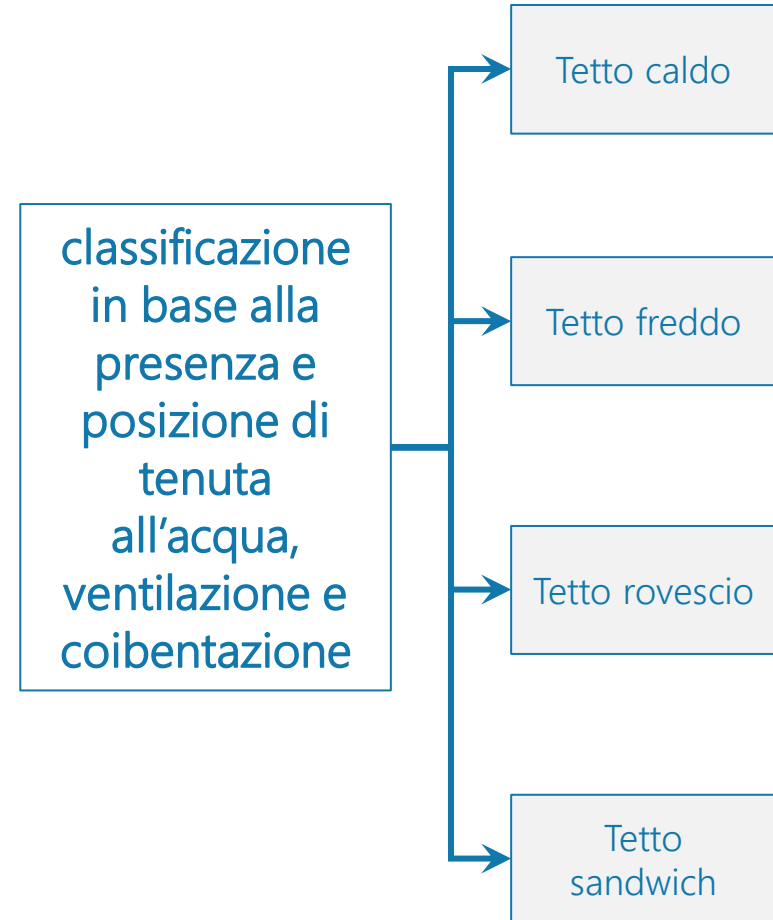 classificazione
in base alla
presenza e
posizione di
tenuta
all’acqua,
ventilazione e
coibentazione
Tetto caldo
Tetto freddo
Tetto rovescio
Tetto
sandwich